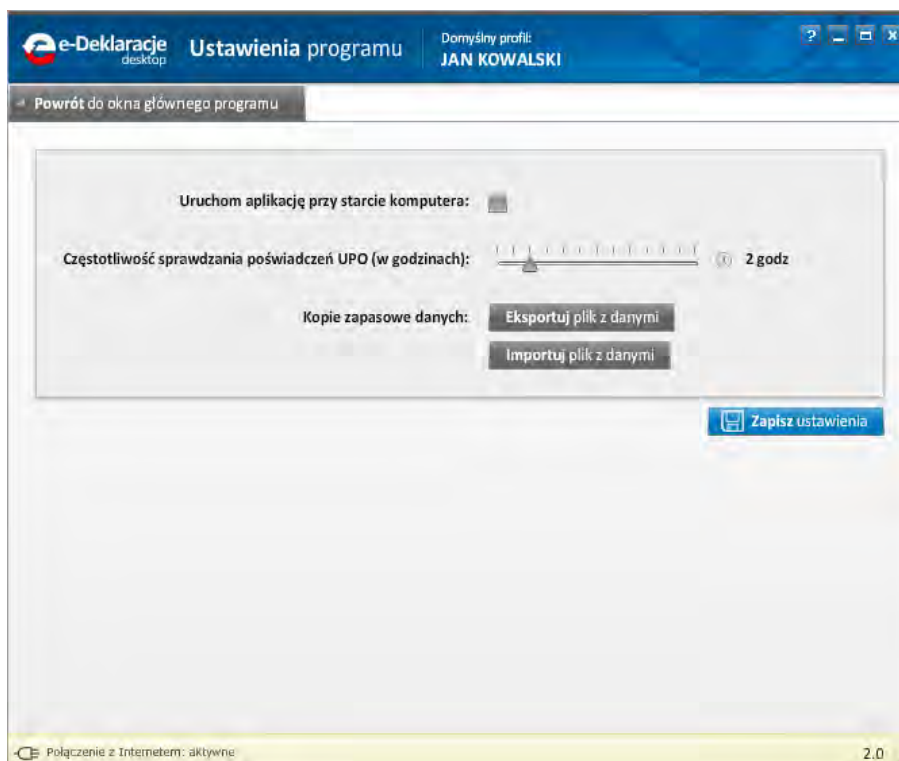 e-Deklaracje
desktop
Ustawienia programu
Domyślny profil:
JAN KOWALSKI
?
Powrót do okna głównego programu
Uruchom aplikację przy starcie komputera:
Częstotliwość sprawdzania poświadczeń UPO (w godzinach):
2 godz
Kopie zapasowe danych:
Eksportuj plik z danymi
Importuj plik z danymi
Zapisz ustawienia
Połączenie z Internetem: aktywne
2.0